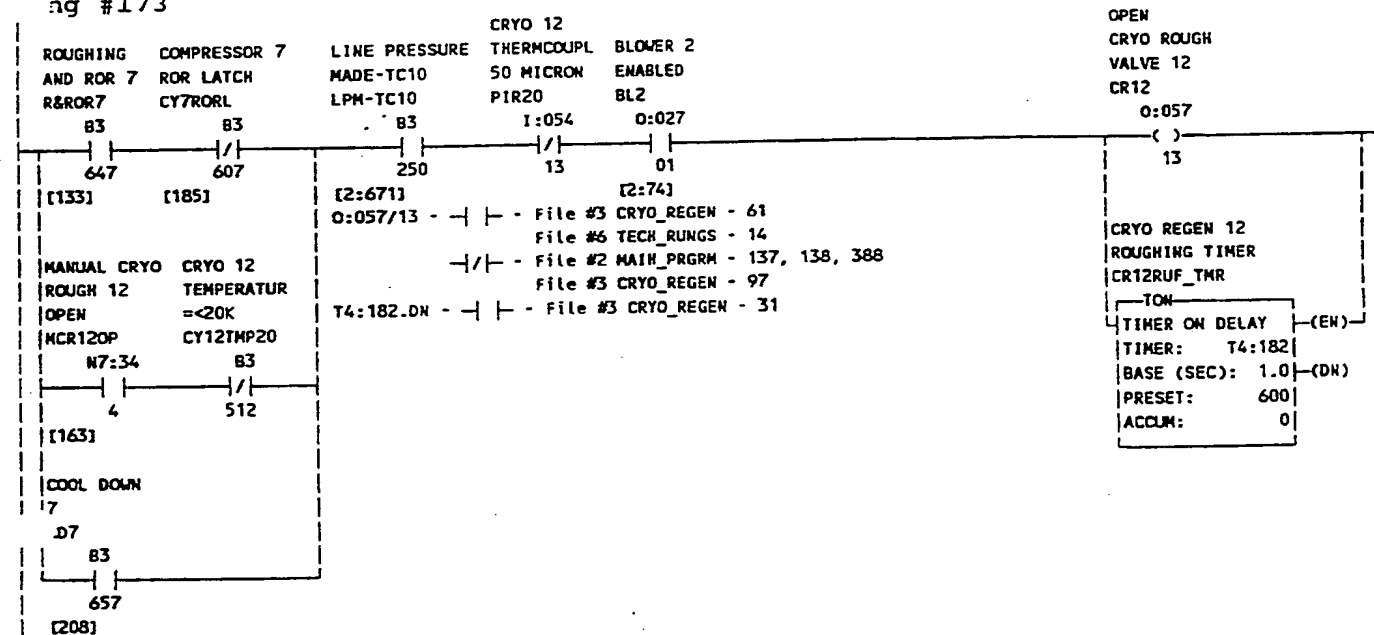 ng #173
ROUGHING
AND ROR 7
R&ROR7
B3
647
[133]
COMPRESSOR 7
ROR LATCH
CY7RORL
B3
607
[185]
LINE PRESSURE
MADE-TC10
LPM-TC10
B3
250
[2:671]
CRYO 12
THERMCOUPL
50 MICRON
PIR20
I:054
13
BLOWER 2
ENABLED
BL2
O:027
01
[2:74]
OPEN
CRYO ROUGH
VALVE 12
CR12
O:057
13
O:057/13 - - File #3 CRYO_REGEN - 61
File #6 TECH_RUNGS - 14
- File #2 MAIN_PRGRM - 137, 138, 388
File #3 CRYO_REGEN - 97
T4:182.DN - - File #3 CRYO_REGEN - 31
MANUAL CRYO
ROUGH 12
OPEN
MCR12OP
N7:34
4
[163]
CRYO 12
TEMPERATUR
=<20K
CY12TMP20
B3
512
CRYO REGEN 12
ROUGHING TIMER
CR12RUF_TMR
TON
TIMER ON DELAY (EN)
TIMER: T4:182
BASE (SEC): 1.0 (DN)
PRESET: 600
ACCUM: 0
COOL DOWN
7
D7
B3
657
[208]